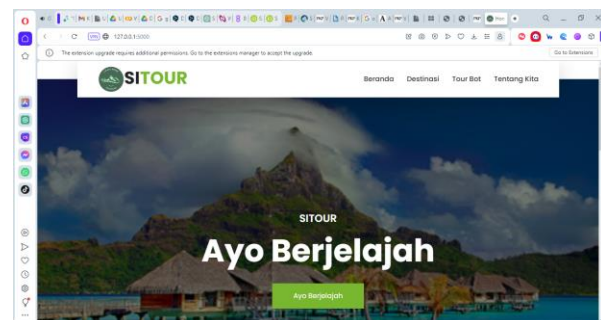 VPN 127.0.0.1:5000
The extension upgrade requires additional permissions. Go to the extensions manager to accept the upgrade.
Go to Extensions
SITOUR
Beranda Destinasi Tour Bot Tentang Kita
SITOUR
Ayo Berjelajah
Ayo Berjelajah